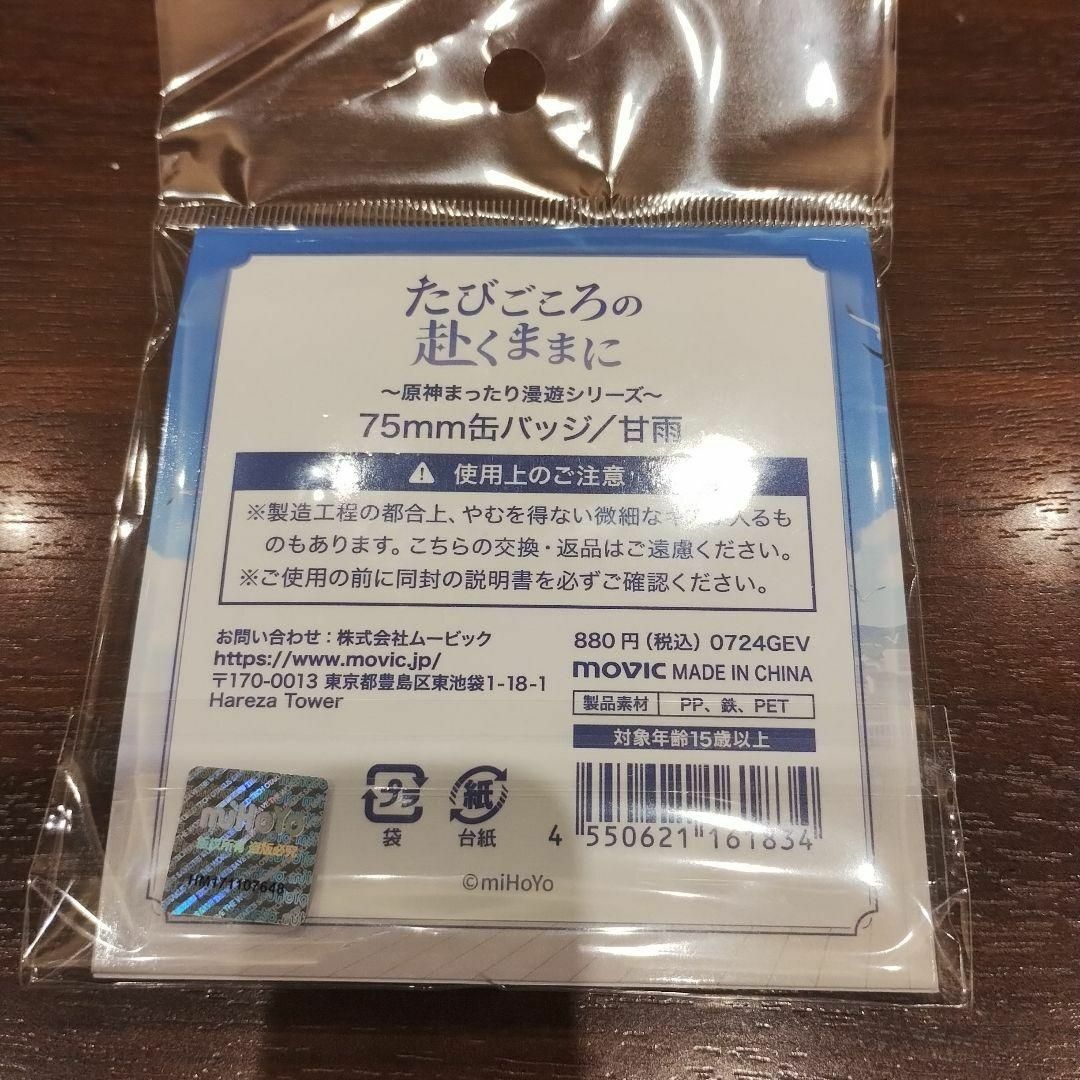 たびごころの
赴くままに
~原神まったり漫遊シリーズ~
75mm缶バッジ/甘雨
使用上のご注意
※製造工程の都合上、やむを得ない微細な 入るも
のもあります。こちらの交換・返品はご遠慮ください。
※ご使用の前に同封の説明書を必ずご確認ください。
お問い合わせ:株式会社ムービック
https://www.movic.jp/
〒170-0013 東京都豊島区東池袋1-18-1
Hareza Tower
880円(税込) 0724GEV
movic MADE IN CHINA
製品素材 PP、鉄、PET
対象年齢15歳以上
プラ
袋
紙
台紙
4 550621 161834
miHoYo
©miHoYo